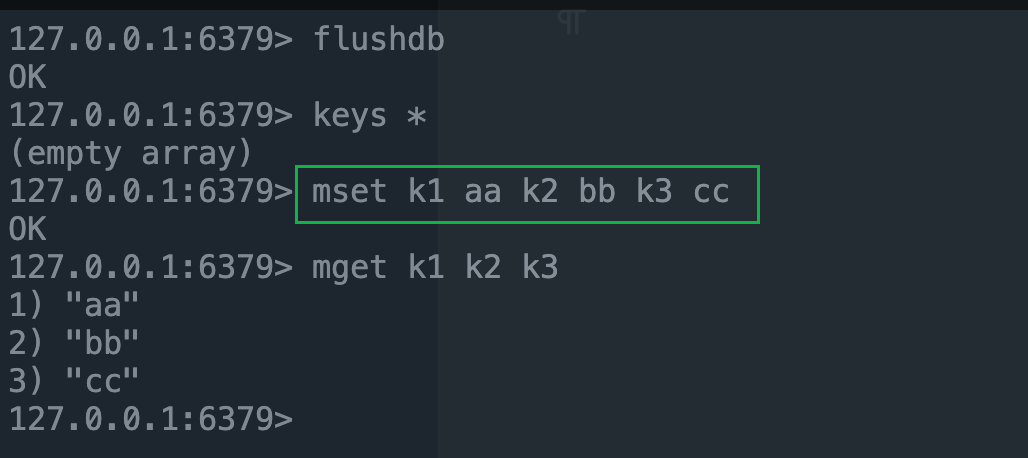 127.0.0.1:6379> flushdb
OK
127.0.0.1:6379> keys *
(empty array)
127.0.0.1:6379> mset k1 aa k2 bb k3 cc
OK
127.0.0.1:6379> mget k1 k2 k3
1) "aa"
2) "bb"
3) "cc"
127.0.0.1:6379>